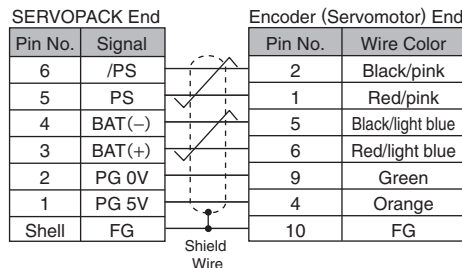 SERVOPACK End Encoder (Servomotor) End
Pin No. Signal Pin No. Wire Color
6 /PS 2 Black/pink
5 PS 1 Red/pink
4 BAT(−) 5 Black/light blue
3 BAT(+) 6 Red/light blue
2 PG 0V 9 Green
1 PG 5V 4 Orange
Shell FG 10 FG
Shield
Wire